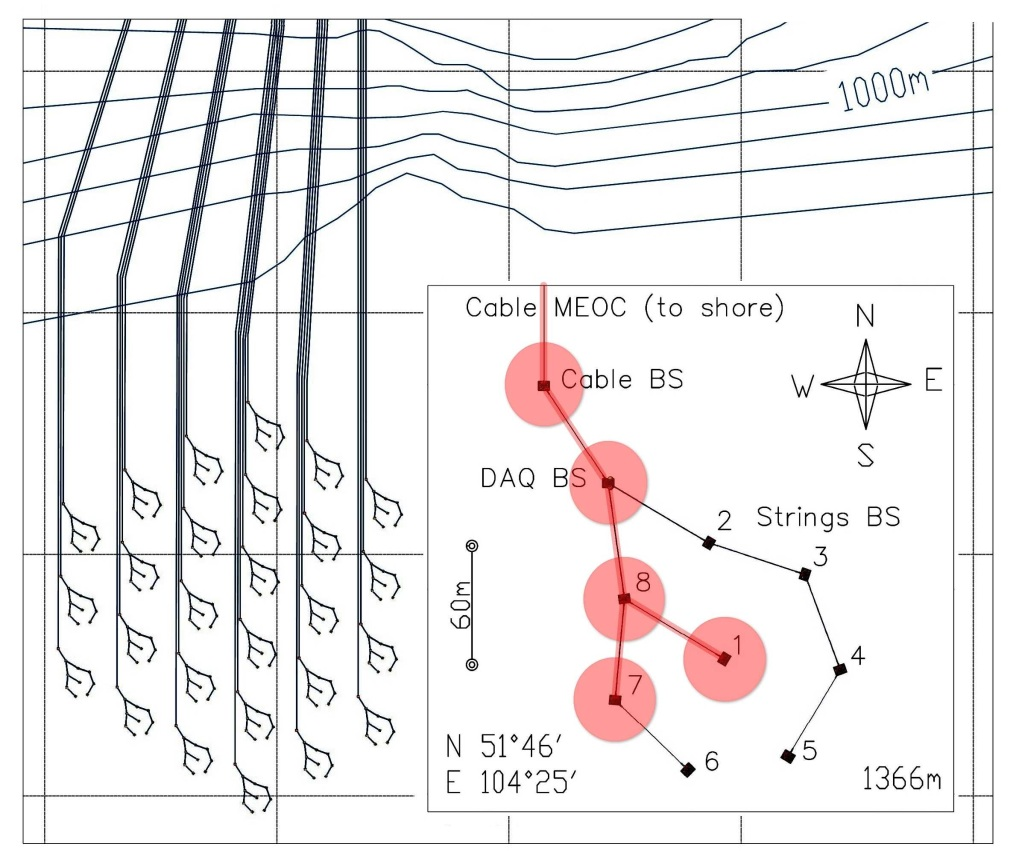 1000m
Cable MEOC (to shore)
N
Cable BS
W E
S
DAQ BS
2
Strings BS
3
8
60m
1
4
7
5
6
N 51°46′
E 104°25′
1366m